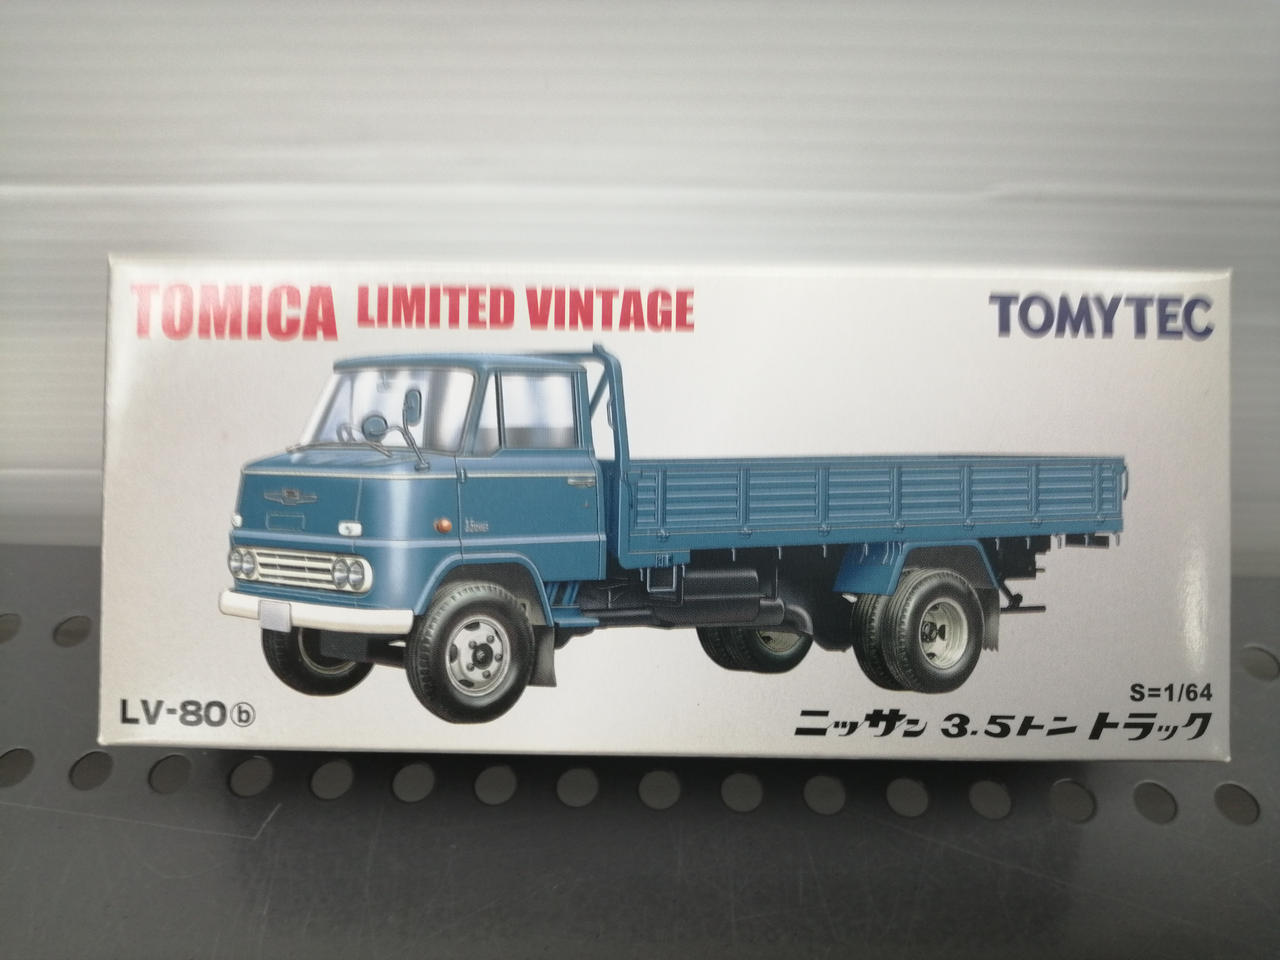 TOMICA LIMITED VINTAGE
TOMYTEC
S=1/64
LV-80ⓑ
ニッサン 3.5トン トラック